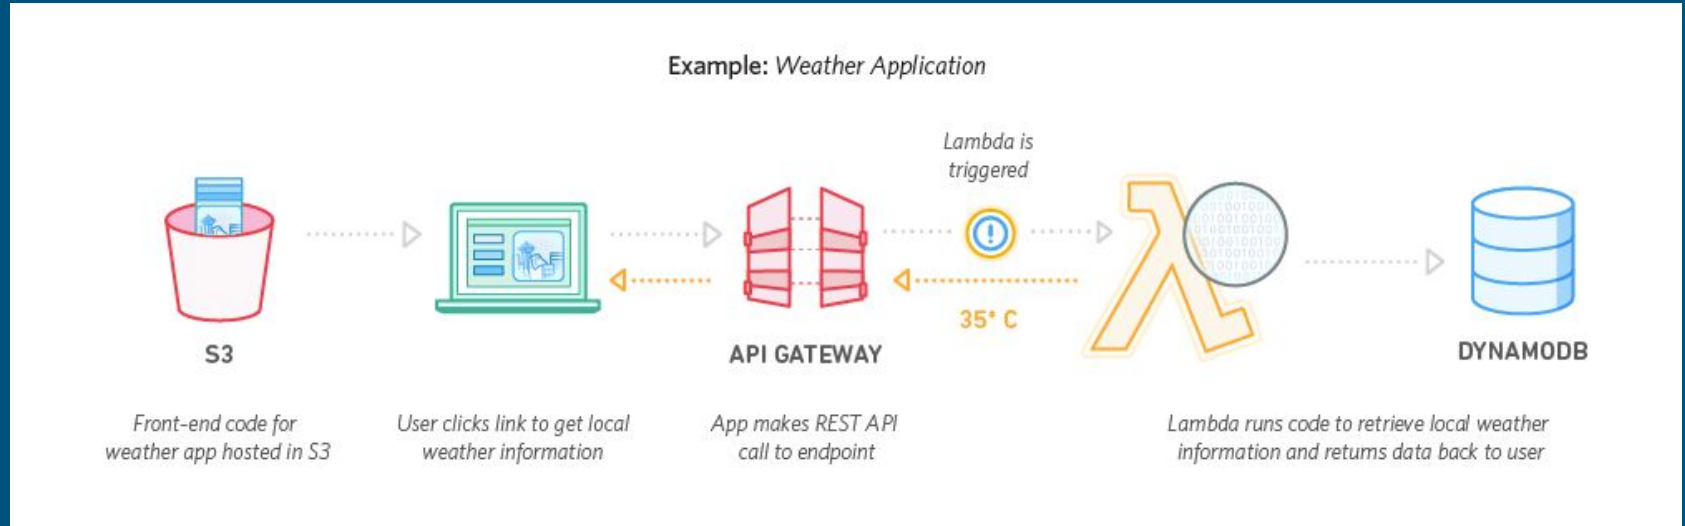 Example: Weather Application
Lambda is
triggered
35° C
S3
API GATEWAY
DYNAMODB
Front-end code for
weather app hosted in S3
User clicks link to get local
weather information
App makes REST API
call to endpoint
Lambda runs code to retrieve local weather
information and returns data back to user